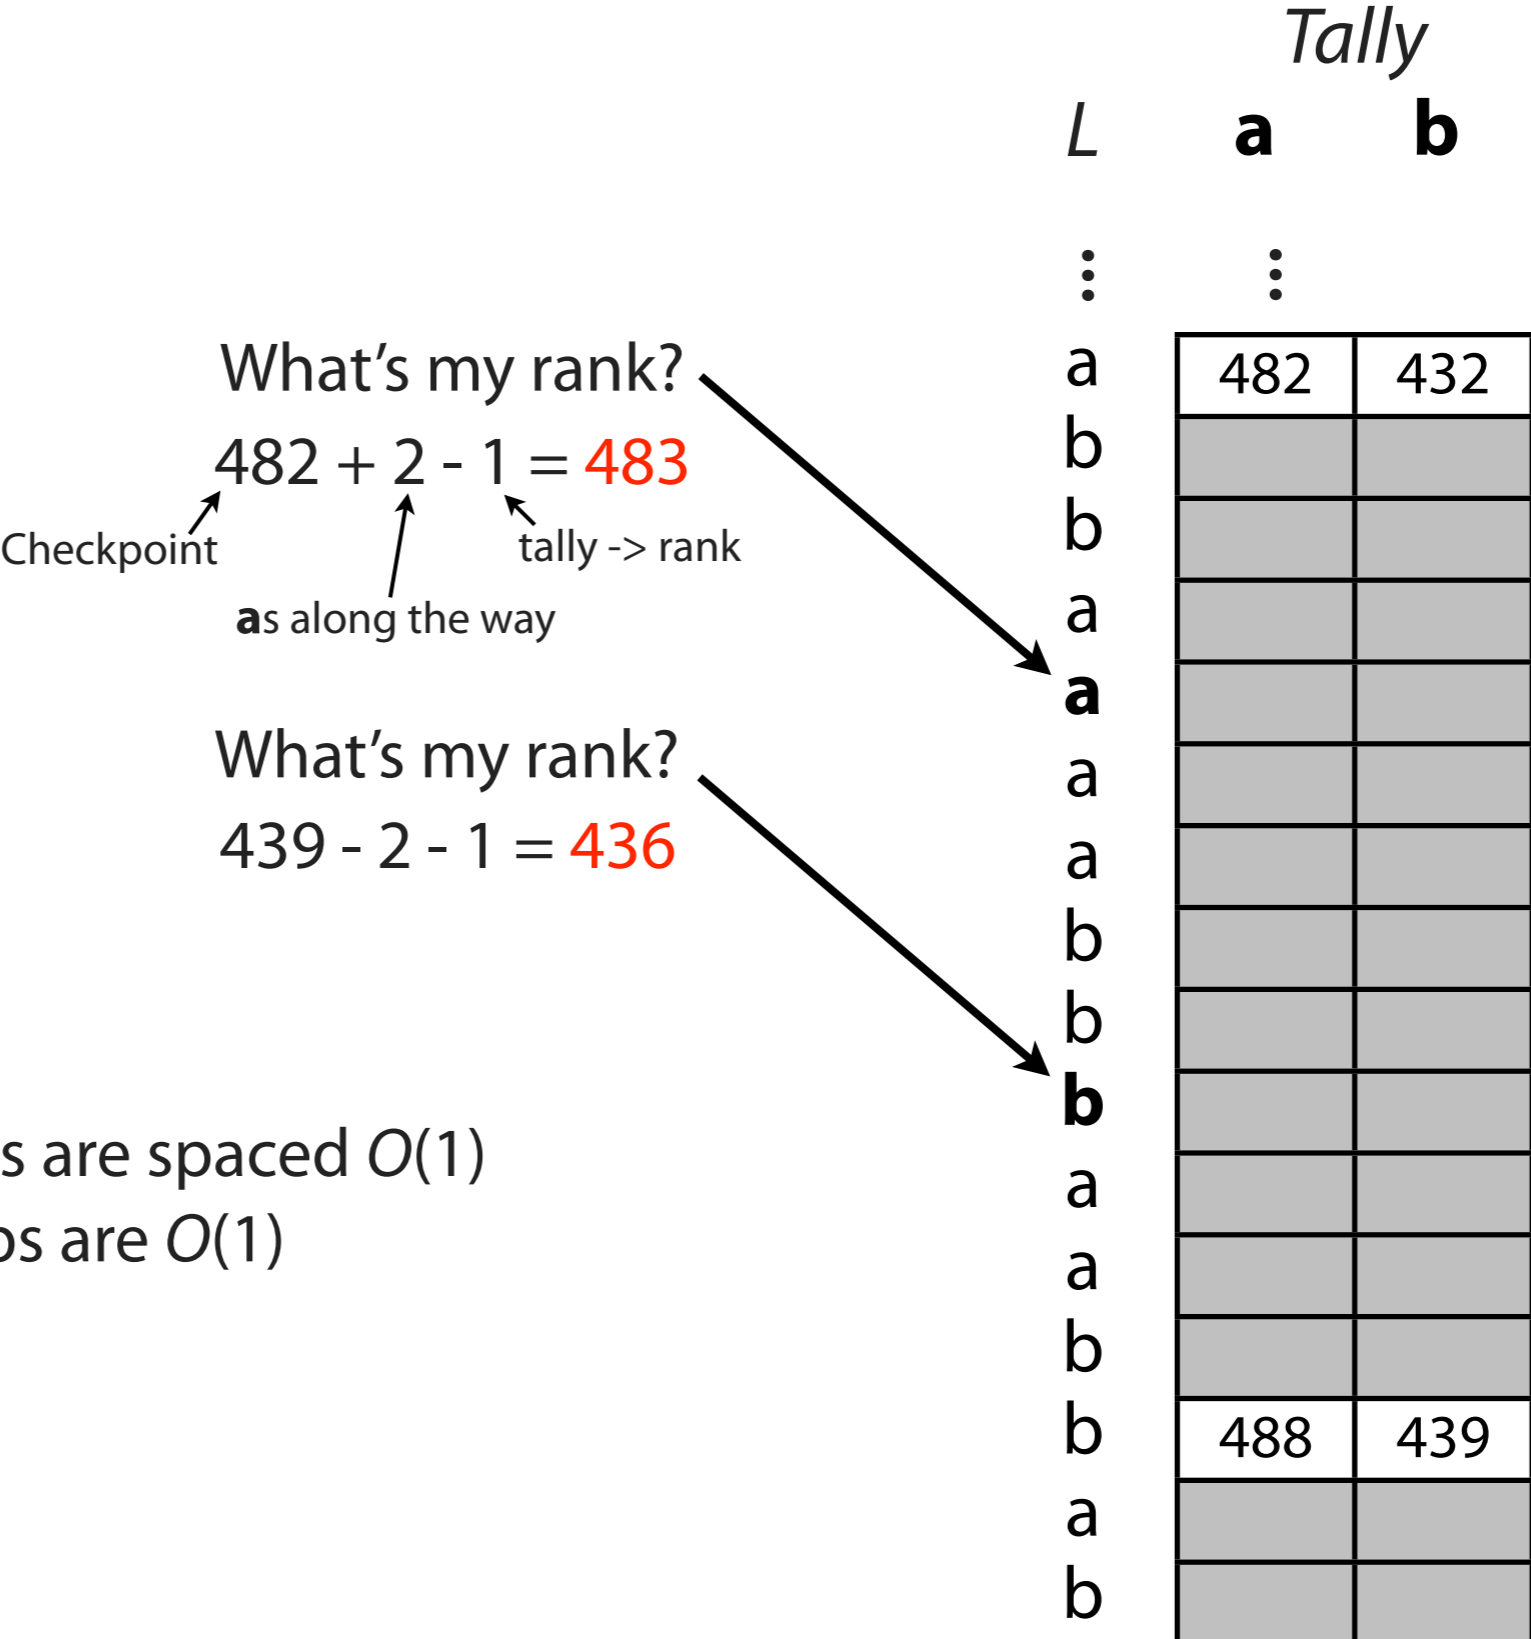 Tally
L a b
⋮ ⋮
What's my rank?
482 + 2 - 1 = 483
Checkpoint
tally -> rank
as along the way
What's my rank?
439 - 2 - 1 = 436
s are spaced O(1)
os are O(1)
a 482 432
b
b
a
a
a
a
b
b
b
a
a
b
b 488 439
a
b